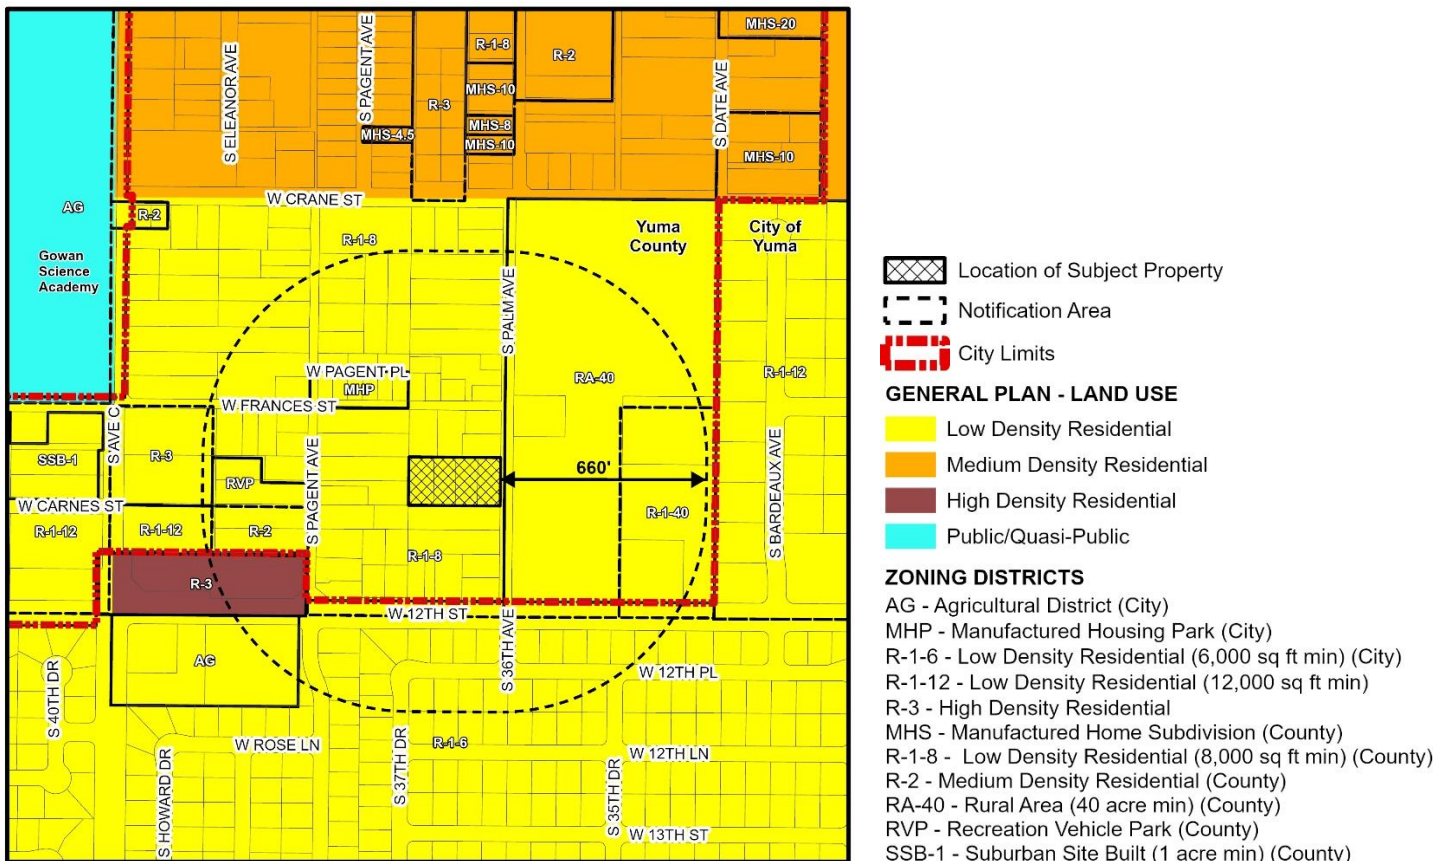 MHS-20
S ELEANOR AVE
S PAGENT AVE
R-1-8
R-2
R-3
MHS-10
S DATE AVE
MHS-8
MHS-4.5
MHS-10
MHS-10
W CRANE ST
AG
R-2
R-1-8
Yuma
County
City of
Yuma
Gowan
Science
Academy
S PALM AVE
W PAGENT PL
MHP
RA-40
R-1-12
W FRANCES ST
S AVE C
SSB-1
R-3
S PAGENT AVE
660'
RVP
S BARDEAUX AVE
W CARNES ST
R-1-12
R-1-12
R-2
R-1-40
R-1-8
R-3
W 12TH ST
S 36TH AVE
AG
S 40TH DR
W 12TH PL
W ROSE LN
S 37TH DR
R-1-6
W 12TH LN
S HOWARD DR
S 35TH DR
W 13TH ST
Location of Subject Property
Notification Area
City Limits
GENERAL PLAN - LAND USE
Low Density Residential
Medium Density Residential
High Density Residential
Public/Quasi-Public
ZONING DISTRICTS
AG - Agricultural District (City)
MHP - Manufactured Housing Park (City)
R-1-6 - Low Density Residential (6,000 sq ft min) (City)
R-1-12 - Low Density Residential (12,000 sq ft min)
R-3 - High Density Residential
MHS - Manufactured Home Subdivision (County)
R-1-8 - Low Density Residential (8,000 sq ft min) (County)
R-2 - Medium Density Residential (County)
RA-40 - Rural Area (40 acre min) (County)
RVP - Recreation Vehicle Park (County)
SSB-1 - Suburban Site Built (1 acre min) (County)